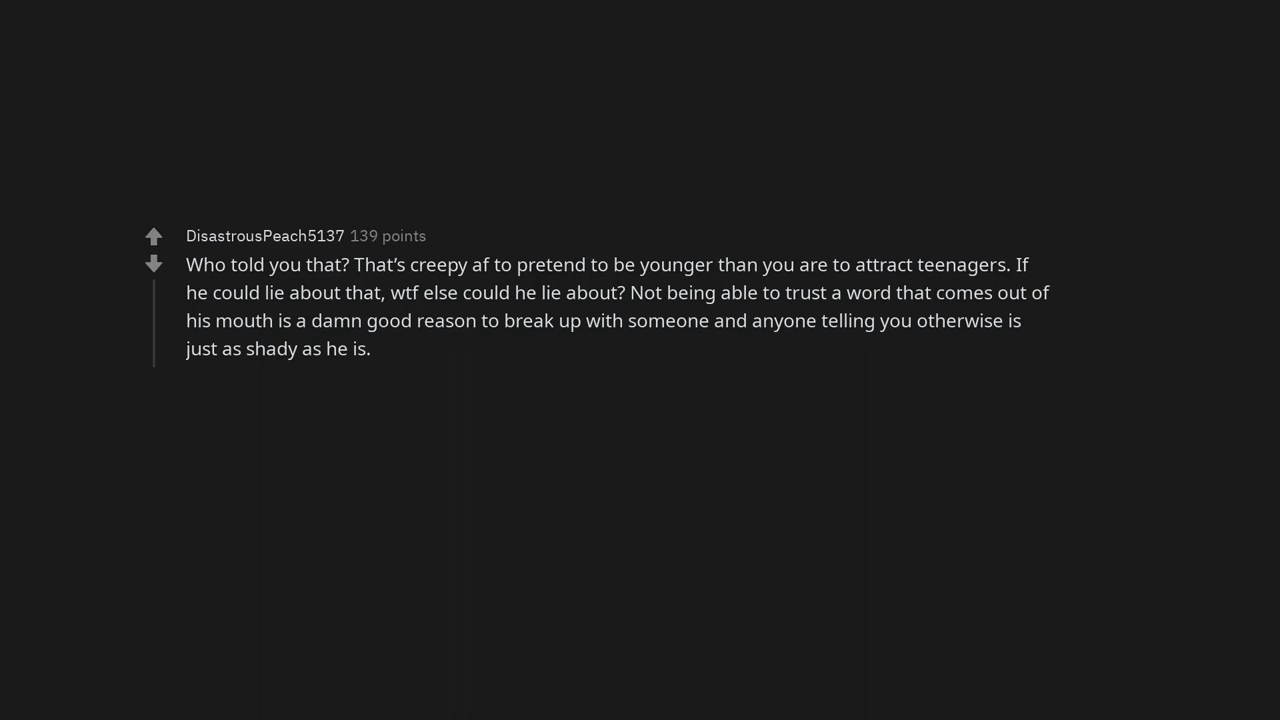 DisastrousPeach5137 139 points
Who told you that? That’s creepy af to pretend to be younger than you are to attract teenagers. If
he could lie about that, wtf else could he lie about? Not being able to trust a word that comes out of
his mouth is a damn good reason to break up with someone and anyone telling you otherwise is
just as shady as he is.